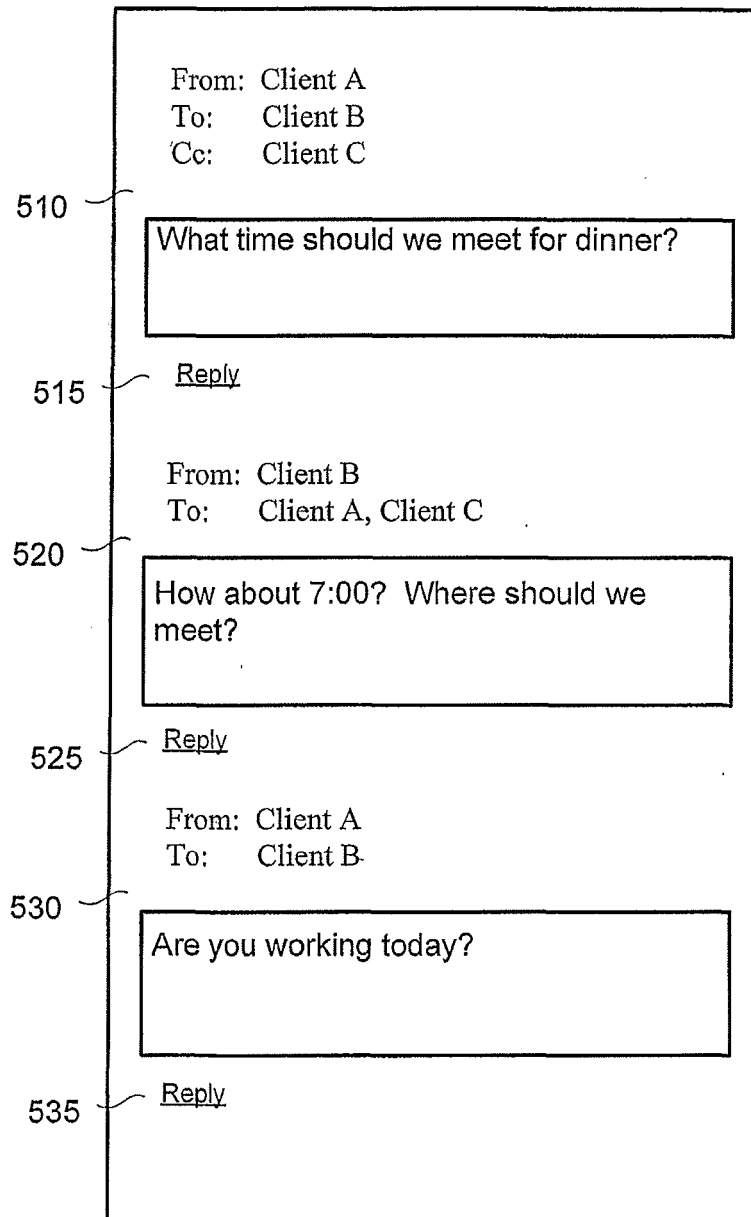 From: Client A
To: Client B
Cc: Client C
510
What time should we meet for dinner?
515
Reply
From: Client B
To: Client A, Client C
520
How about 7:00? Where should we
meet?
525
Reply
From: Client A
To: Client B
530
Are you working today?
535
Reply